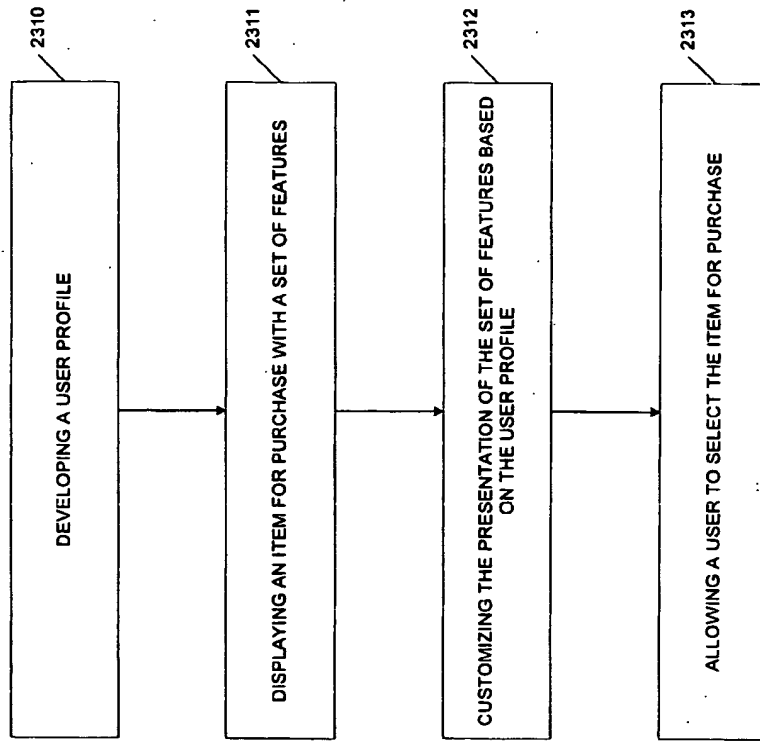 2310
DEVELOPING A USER PROFILE
2311
DISPLAYING AN ITEM FOR PURCHASE WITH A SET OF FEATURES
2312
CUSTOMIZING THE PRESENTATION OF THE SET OF FEATURES BASED
ON THE USER PROFILE
2313
ALLOWING A USER TO SELECT THE ITEM FOR PURCHASE